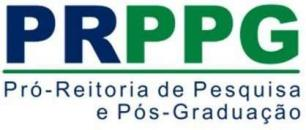 PRPPG
Pró-Reitoria de Pesquisa
e Pós-Graduação